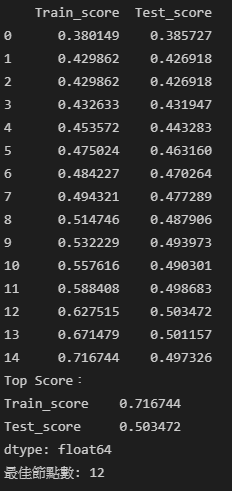 Train_score Test_score
0 0.380149 0.385727
1 0.429862 0.426918
2 0.429862 0.426918
3 0.432633 0.431947
4 0.453572 0.443283
5 0.475024 0.463160
6 0.484227 0.470264
7 0.494321 0.477289
8 0.514746 0.487906
9 0.532229 0.493973
10 0.557616 0.490301
11 0.588408 0.498683
12 0.627515 0.503472
13 0.671479 0.501157
14 0.716744 0.497326
Top Score：
Train_score 0.716744
Test_score 0.503472
dtype: float64
最佳節點數: 12